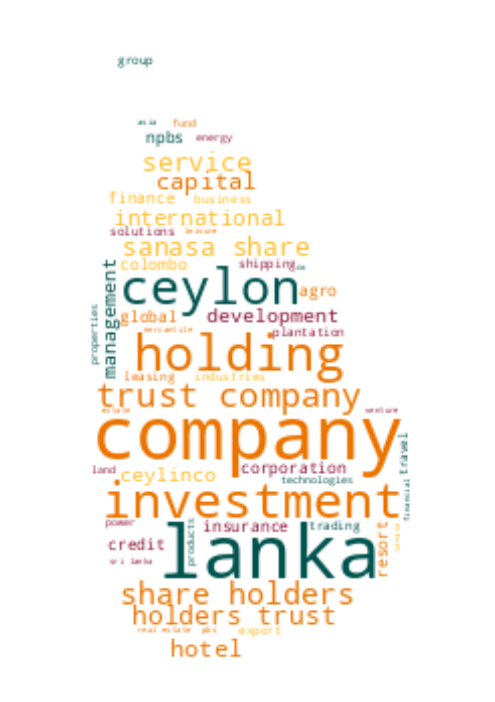 group
asia fund
npbs energy
service
capital
finance business
international
solutions leisure
sanasa share
colombo shipping
management
ceylon
agro
properties
global development
mercantile plantation
holding
leasing industries
trust company
estate venture
company
travel
land ceylinco corporation
technologies
investment
financial
power insurance trading
products
resort
credit
lanka
sri lanka
share holders
holders trust
real estate pbs export
hotel